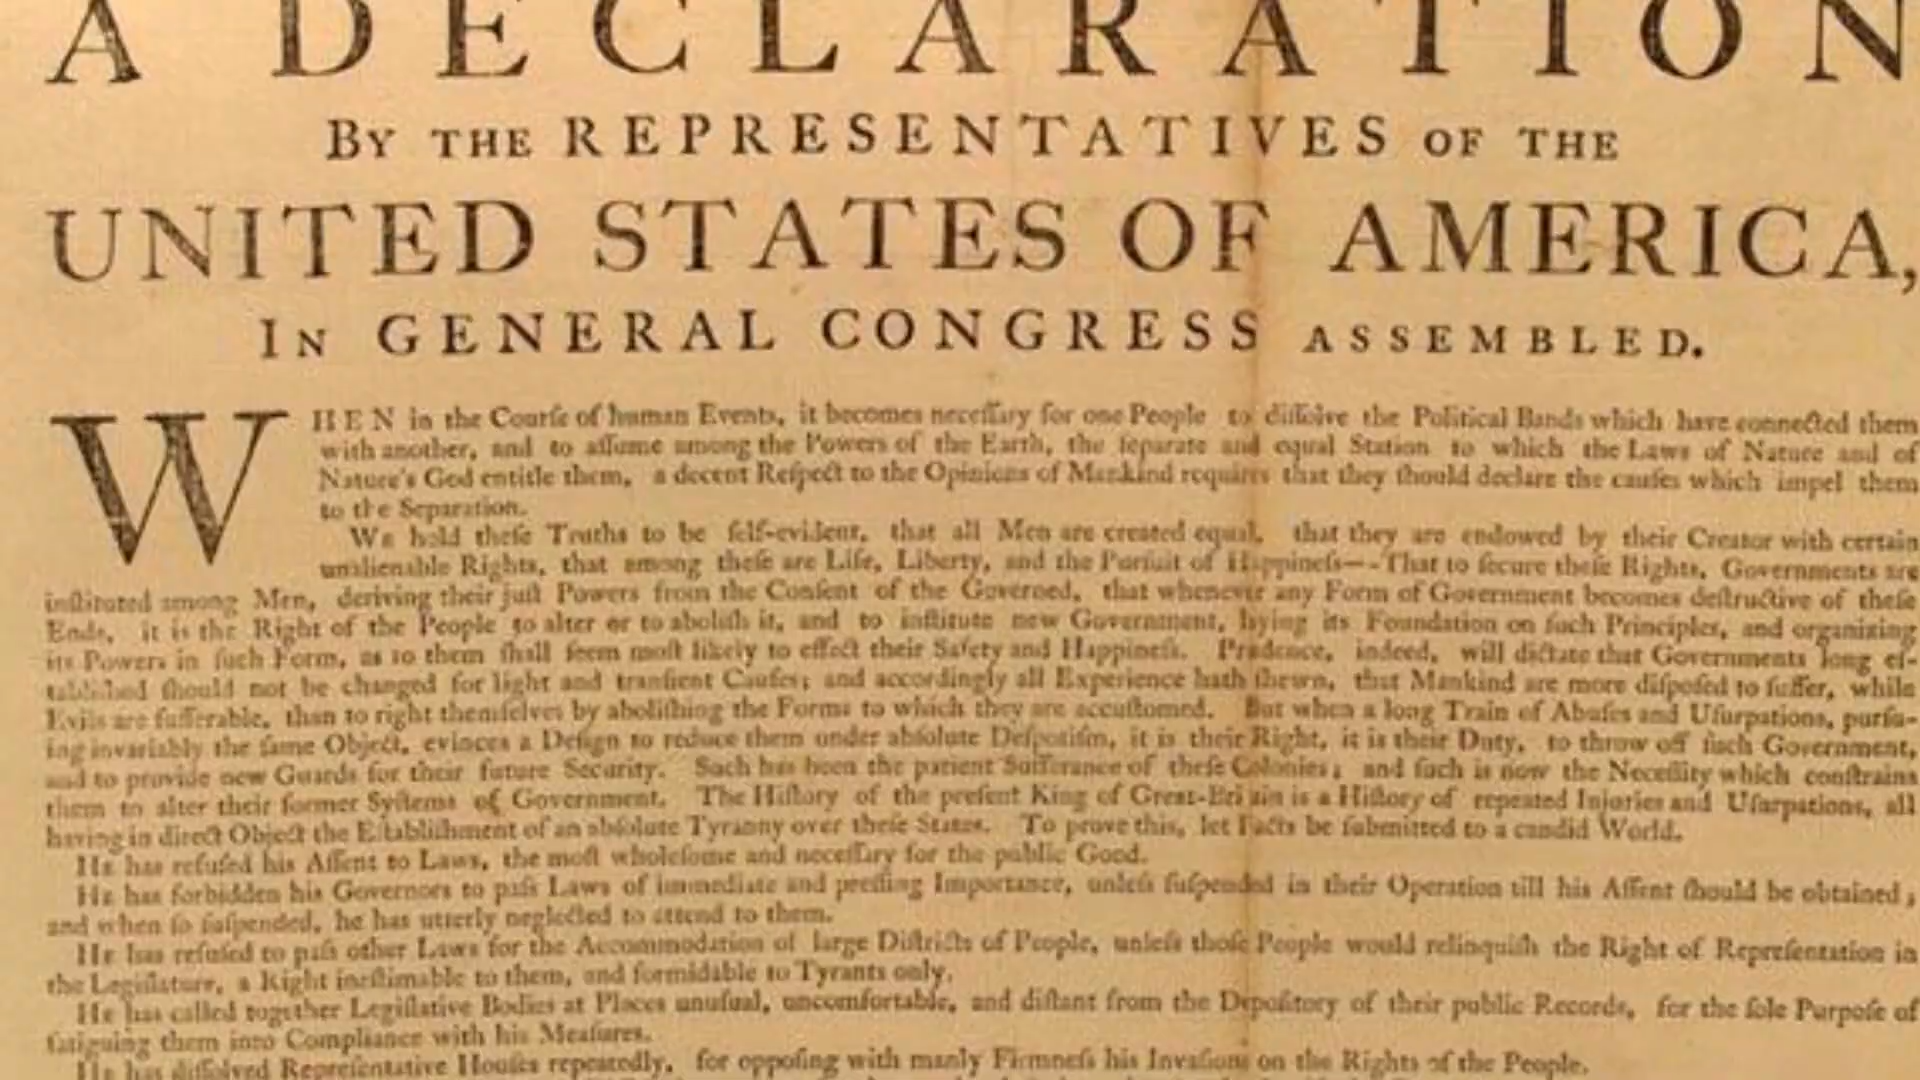 A DECLARATION
BY THE REPRESENTATIVES OF THE
UNITED STATES OF AMERICA,
IN GENERAL CONGRESS ASSEMBLED.
WHEN in the Courſe of human Events, it becomes neceſſary for one People to diſſolve the Political Bands which have connected them
with another, and to aſſume among the Powers of the Earth, the ſeparate and equal Station to which the Laws of Nature and of
Nature's God entitle them, a decent Reſpect to the Opinions of Mankind requires that they ſhould declare the cauſes which impel them
to the Separation.
We hold theſe Truths to be ſelf-evident, that all Men are created equal, that they are endowed by their Creator with certain
unalienable Rights, that among theſe are Life, Liberty, and the Purſuit of Happineſs—-That to ſecure theſe Rights, Governments are
inſtituted among Men, deriving their juſt Powers from the Conſent of the Governed, that whenever any Form of Government becomes deſtructive of theſe
Ends, it is the Right of the People to alter or to aboliſh it, and to inſtitute new Government, laying its Foundation on ſuch Principles, and organizing
its Powers in ſuch Form, as to them ſhall ſeem moſt likely to effect their Safety and Happineſs. Prudence, indeed, will dictate that Governments long eſ-
tabliſhed ſhould not be changed for light and tranſient Cauſes; and accordingly all Experience hath ſhewn, that Mankind are more diſpoſed to ſuffer, while
Evils are ſufferable, than to right themſelves by aboliſhing the Forms to which they are accuſtomed. But when a long Train of Abuſes and Uſurpations, purſu-
ing invariably the ſame Object, evinces a Deſign to reduce them under abſolute Deſpotiſm, it is their Right, it is their Duty, to throw off ſuch Government,
and to provide new Guards for their future Security. Such has been the patient Sufferance of theſe Colonies; and ſuch is now the Neceſſity which conſtrains
them to alter their former Syſtems of Government. The Hiſtory of the preſent King of Great-Britain is a Hiſtory of repeated Injuries and Uſurpations, all
having in direct Object the Eſtabliſhment of an abſolute Tyranny over theſe States. To prove this, let Facts be ſubmitted to a candid World.
He has refuſed his Aſſent to Laws, the moſt wholeſome and neceſſary for the public Good.
He has forbidden his Governors to paſs Laws of immediate and preſſing Importance, unleſs ſuſpended in their Operation till his Aſſent ſhould be obtained;
and when ſo ſuſpended, he has utterly neglected to attend to them.
He has refuſed to paſs other Laws for the Accommodation of large Diſtricts of People, unleſs thoſe People would relinquiſh the Right of Repreſentation in
the Legiſlature, a Right ineſtimable to them, and formidable to Tyrants only.
He has called together Legiſlative Bodies at Places unuſual, uncomfortable, and diſtant from the Depoſitory of their public Records, for the ſole Purpoſe of
fatiguing them into Compliance with his Meaſures.
He has diſſolved Repreſentative Houſes repeatedly, for oppoſing with manly Firmneſs his Invaſions on the Rights of the People.